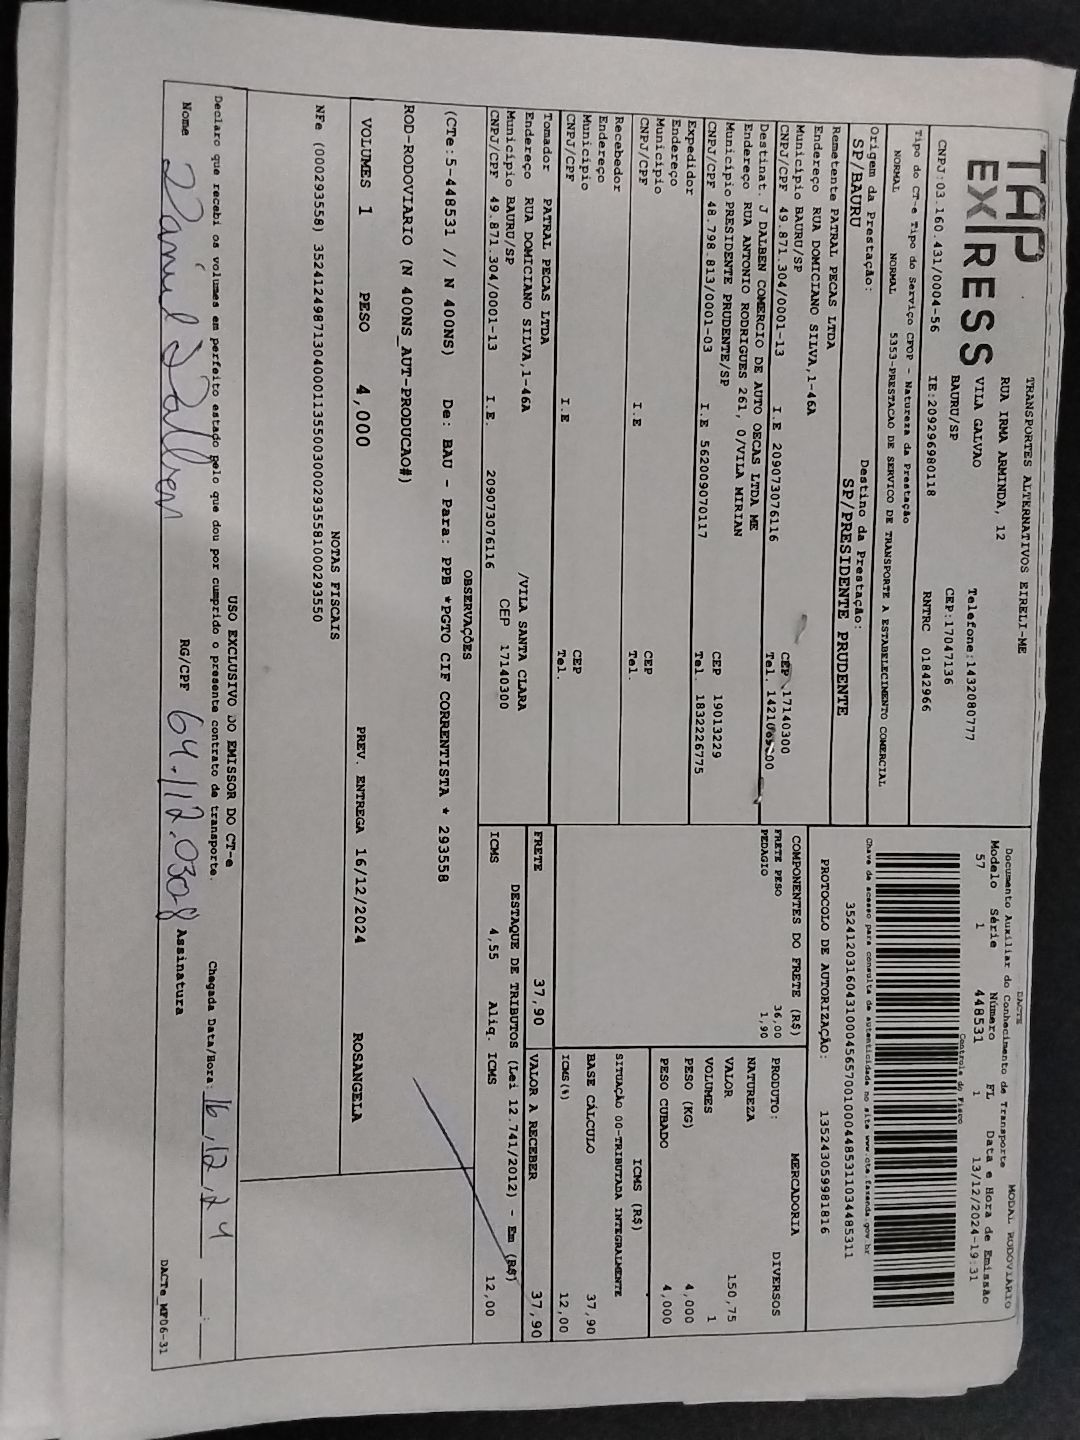 TAP
EXPRESS
TRANSPORTES ALTERNATIVOS EIRELI-ME
RUA IRMA ARMINDA, 12
VILA GALVAO Telefone:1432080777
BAURU/SP CEP:17047136
CNPJ:03.160.431/0004-56 IE:209296980118 RNTRC 01842966
Tipo do CT-e Tipo do Serviço CFOP - Natureza da Prestação
NORMAL NORMAL 5353-PRESTACAO DE SERVICO DE TRANSPORTE A ESTABELECIMENTO COMERCIAL
Origem da Prestação: Destino da Prestação:
SP/BAURU SP/PRESIDENTE PRUDENTE
Remetente PATRAL PECAS LTDA
Endereço RUA DOMICIANO SILVA,1-46A
Município BAURU/SP CEP 17140300
CNPJ/CPF 49.871.304/0001-13 I.E 209073076116 Tel.
Destinat. J DALBEN COMERCIO DE AUTO OECAS LTDA ME
Endereço RUA ANTONIO RODRIGUES 261, 0/VILA MIRIAN
Município PRESIDENTE PRUDENTE/SP CEP 19013229
CNPJ/CPF 48.798.813/0001-03 I.E 562009070117 Tel. 1832226775
Expedidor
Endereço
Município CEP
CNPJ/CPF I.E Tel.
Recebedor
Endereço
Município CEP
CNPJ/CPF I.E Tel.
Tomador PATRAL PECAS LTDA
Endereço RUA DOMICIANO SILVA,1-46A /VILA SANTA CLARA
Município BAURU/SP CEP 17140300
CNPJ/CPF 49.871.304/0001-13 I.E. 209073076116
DACTE MODAL RODOVIARIO
Documento Auxiliar do Conhecimento de Transporte
Modelo Série Número FL Data e Hora de Emissão
57 1 448531 1 13/12/2024-19:31
Controle do Fisco
Chave de acesso para consulta de autenticidade no site www.cte.fazenda.gov.br
35241203160431000456570010004485311034485311
PROTOCOLO DE AUTORIZAÇÃO: 135243059981816
COMPONENTES DO FRETE (R$)
FRETE PESO 36,00
PEDAGIO 1,90
MERCADORIA
PRODUTO: DIVERSOS
NATUREZA
VALOR 150,75
VOLUMES 1
PESO (KG) 4,000
PESO CUBADO 4,000
ICMS (R$)
SITUAÇÃO 00-TRIBUTADA INTEGRALMENTE
BASE CÁLCULO 37,90
ICMS(%) 12,00
FRETE 37,90 VALOR A RECEBER 37,90
DESTAQUE DE TRIBUTOS (Lei 12.741/2012) - Em (R$)
ICMS 4,55 Aliq. ICMS 12,00
OBSERVAÇÕES
(CTe:5-448531 // N 400NS) De: BAU - Para: PPB *PGTO CIF CORRENTISTA * 293558
ROD-RODOVIARIO (N 400NS_AUT-PRODUCAO#)
VOLUMES 1 PESO 4,000 PREV. ENTREGA 16/12/2024 ROSANGELA
NOTAS FISCAIS
NFe (000293558) 35241249871304000113550030002935581000293550
USO EXCLUSIVO DO EMISSOR DO CT-e
Declaro que recebi os volumes em perfeito estado pelo que dou por cumprido o presente contrato de transporte. Chegada Data/Hora: 16,12,24 __:__
Nome Daniel Dalben RG/CPF 64.112.0308 Assinatura
DACTe_MP06-31